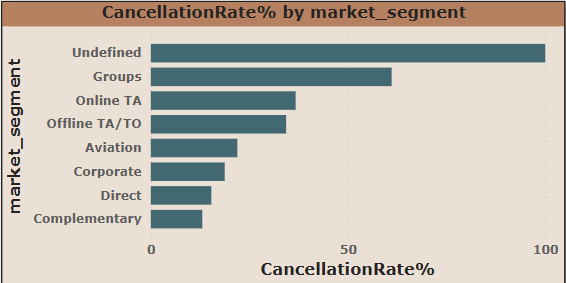 CancellationRate% by market_segment
market_segment
Undefined
Groups
Online TA
Offline TA/TO
Aviation
Corporate
Direct
Complementary
0 50 100
CancellationRate%